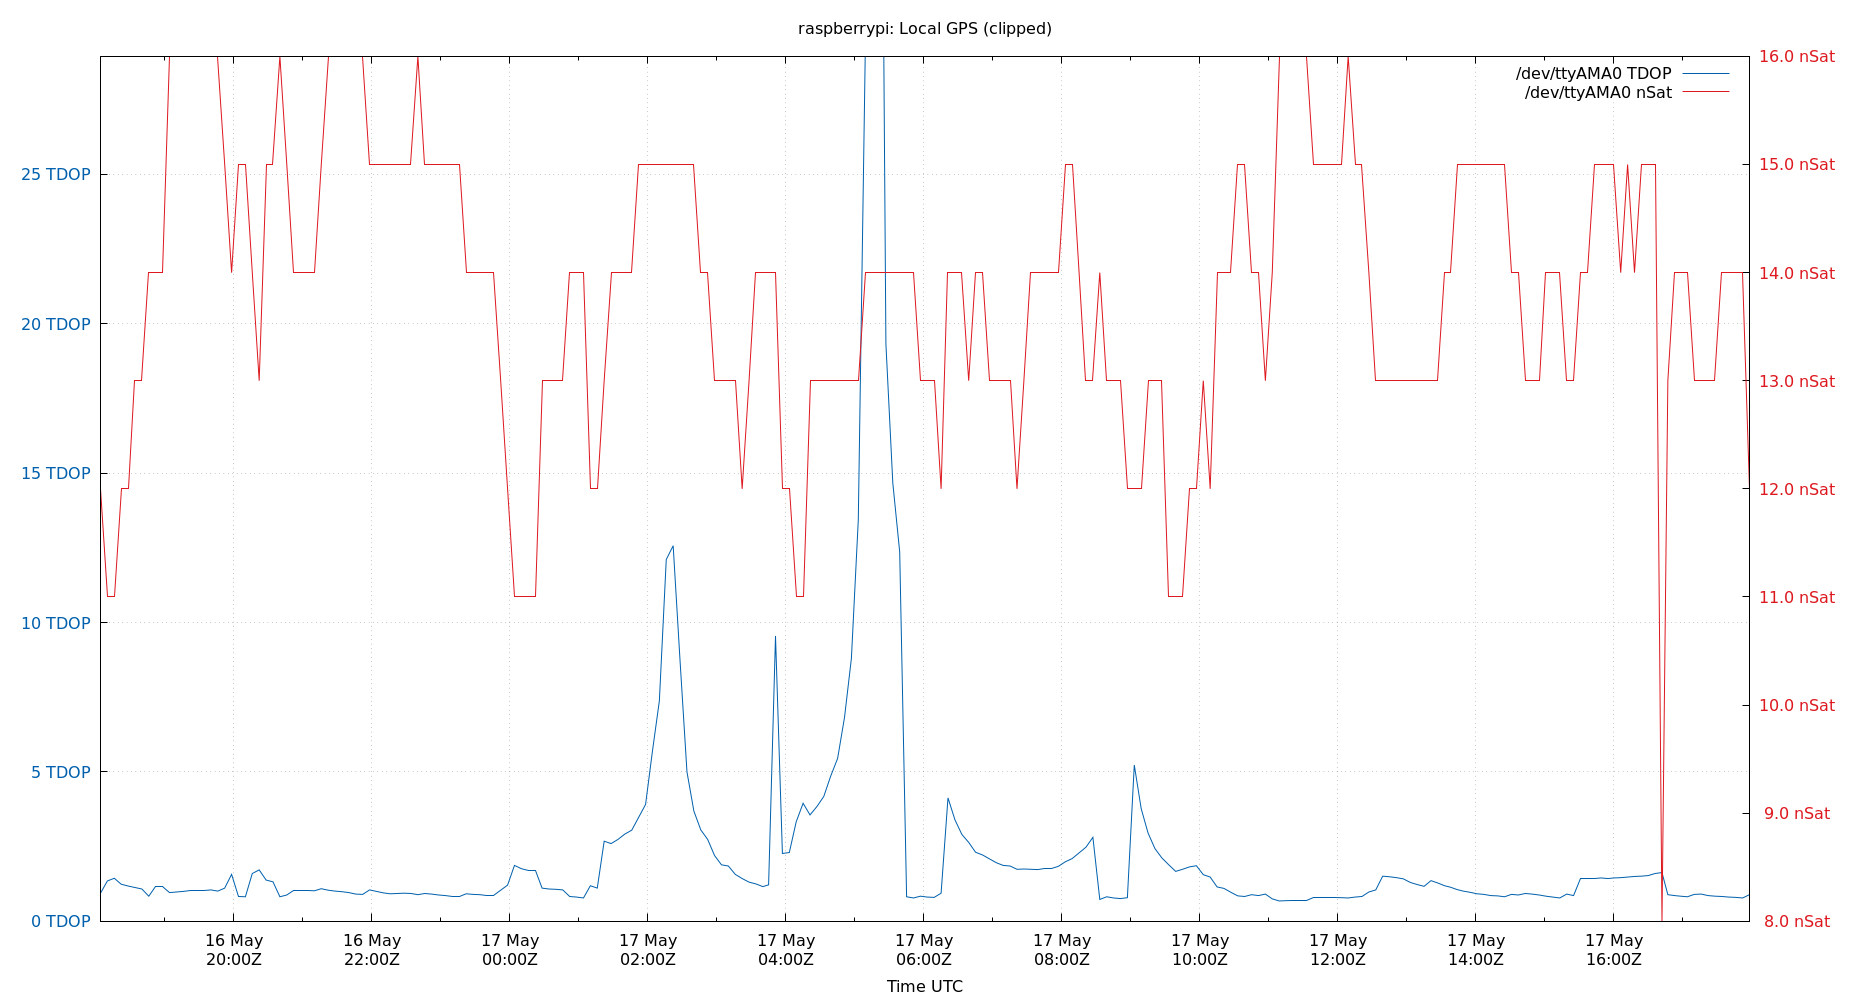 raspberrypi: Local GPS (clipped)
/dev/ttyAMA0 TDOP
/dev/ttyAMA0 nSat
25 TDOP
20 TDOP
15 TDOP
10 TDOP
5 TDOP
0 TDOP
16.0 nSat
15.0 nSat
14.0 nSat
13.0 nSat
12.0 nSat
11.0 nSat
10.0 nSat
9.0 nSat
8.0 nSat
16 May
20:00Z
16 May
22:00Z
17 May
00:00Z
17 May
02:00Z
17 May
04:00Z
17 May
06:00Z
17 May
08:00Z
17 May
10:00Z
17 May
12:00Z
17 May
14:00Z
17 May
16:00Z
Time UTC